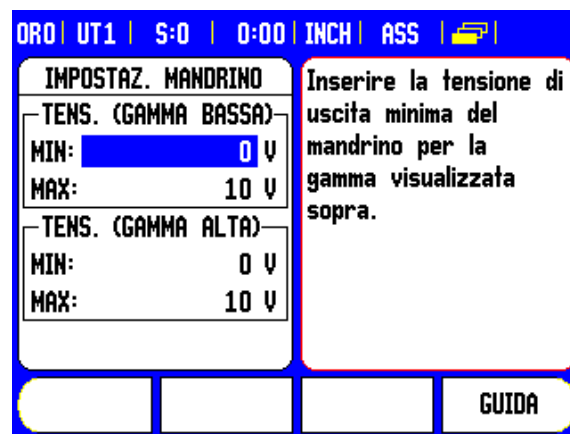 ORO| UT1 | S:0 | 0:00| INCH| ASS | |
IMPOSTAZ. MANDRINO
TENS. (GAMMA BASSA)
MIN: 0 V
MAX: 10 V
TENS. (GAMMA ALTA)
MIN: 0 V
MAX: 10 V
Inserire la tensione di
uscita minima del
mandrino per la
gamma visualizzata
sopra.
GUIDA